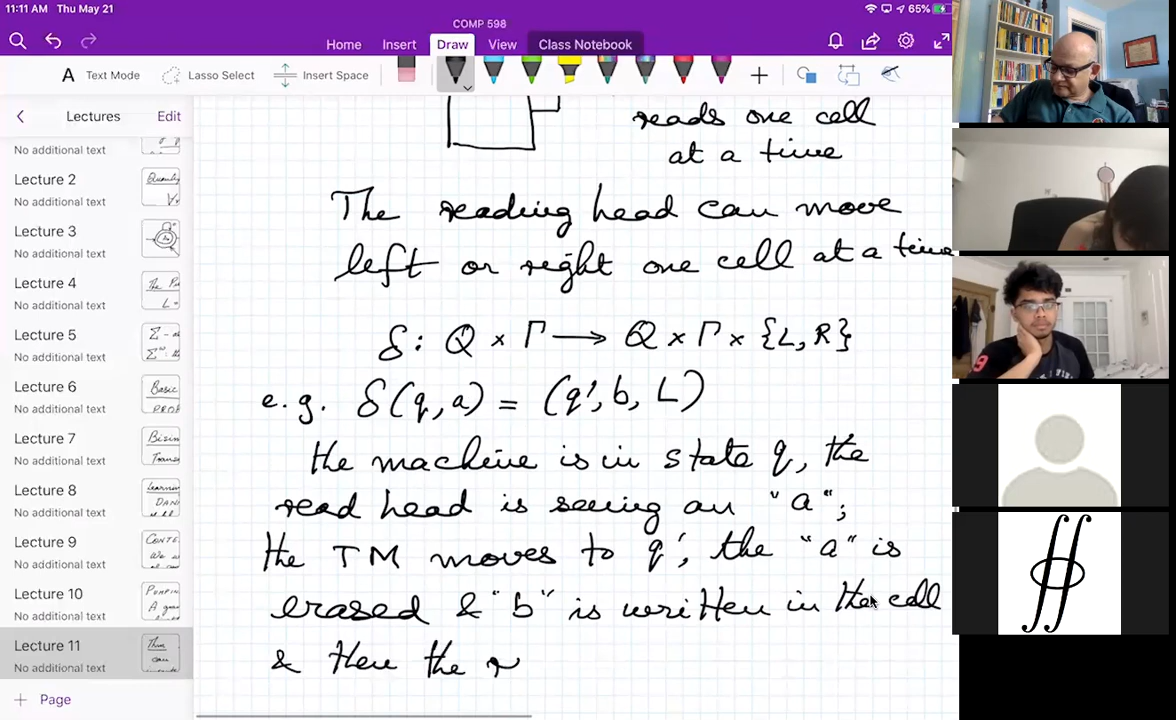 11:11 AM Thu May 21
65%
COMP 598
Home Insert Draw View Class Notebook
A Text Mode Lasso Select Insert Space
Lectures Edit
No additional text
Lecture 2
No additional text
Lecture 3
No additional text
Lecture 4
No additional text
Lecture 5
No additional text
Lecture 6
No additional text
Lecture 7
No additional text
Lecture 8
No additional text
Lecture 9
No additional text
Lecture 10
No additional text
Lecture 11
No additional text
+ Page
reads one cell
at a time
The reading head can move
left or right one cell at a time
δ: Q × Γ → Q × Γ × {L, R}
e.g. δ(q, a) = (q', b, L)
the machine is in state q, the
read head is seeing an "a";
the TM moves to q', the "a" is
erased & "b" is written in the cell
& then the r
∯